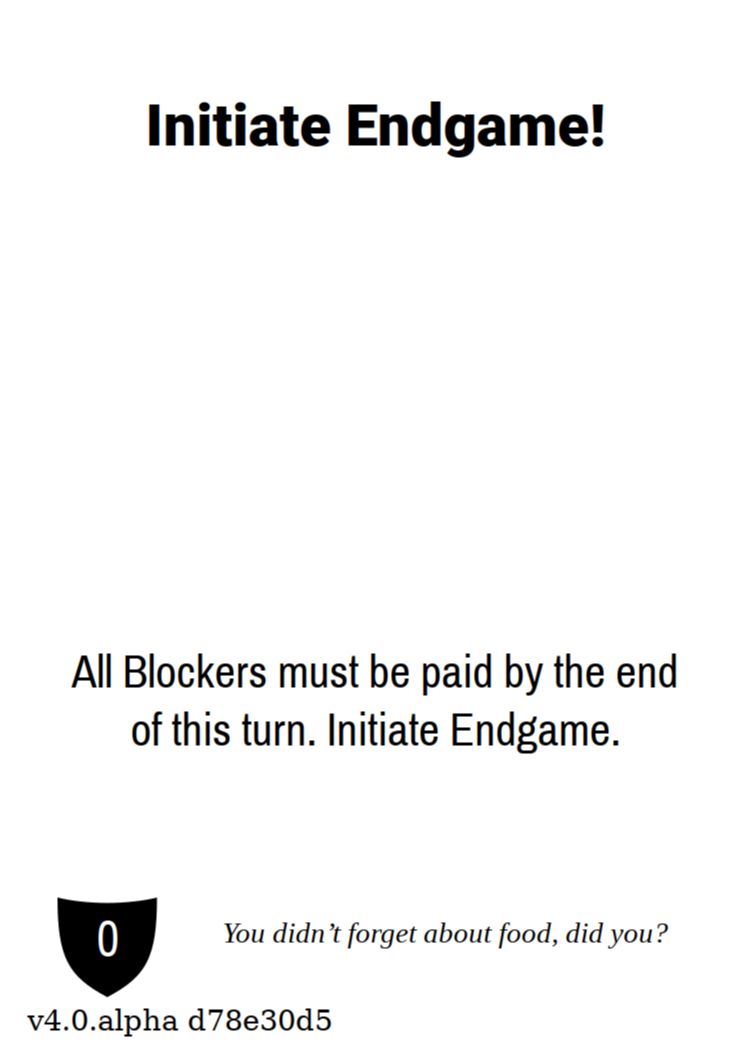 Initiate Endgame!
All Blockers must be paid by the end
of this turn. Initiate Endgame.
0
You didn’t forget about food, did you?
v4.0.alpha d78e30d5